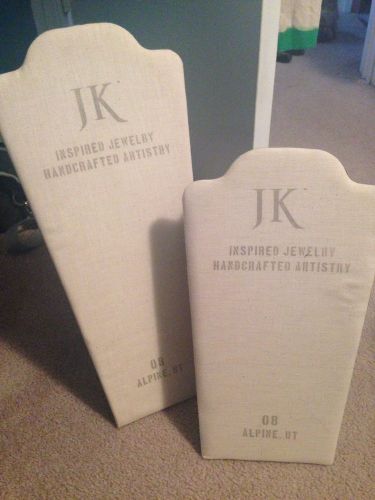 JK
INSPIRED JEWELRY
HANDCRAFTED ARTISTRY
08
ALPINE, UT
JK
INSPIRED JEWELRY
HANDCRAFTED ARTISTRY
08
ALPINE, UT